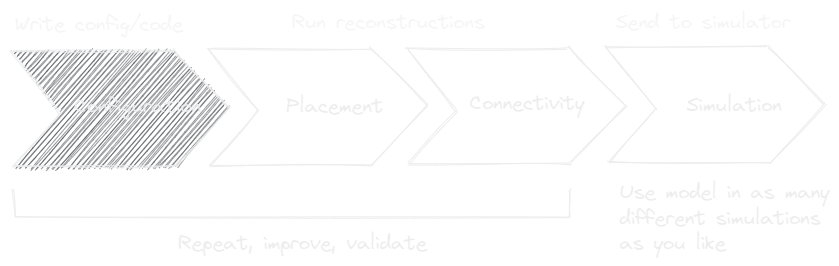 Write config/code
Run reconstructions
Send to simulator
Configuration
Placement
Connectivity
Simulation
Repeat, improve, validate
Use model in as many
different simulations
as you like